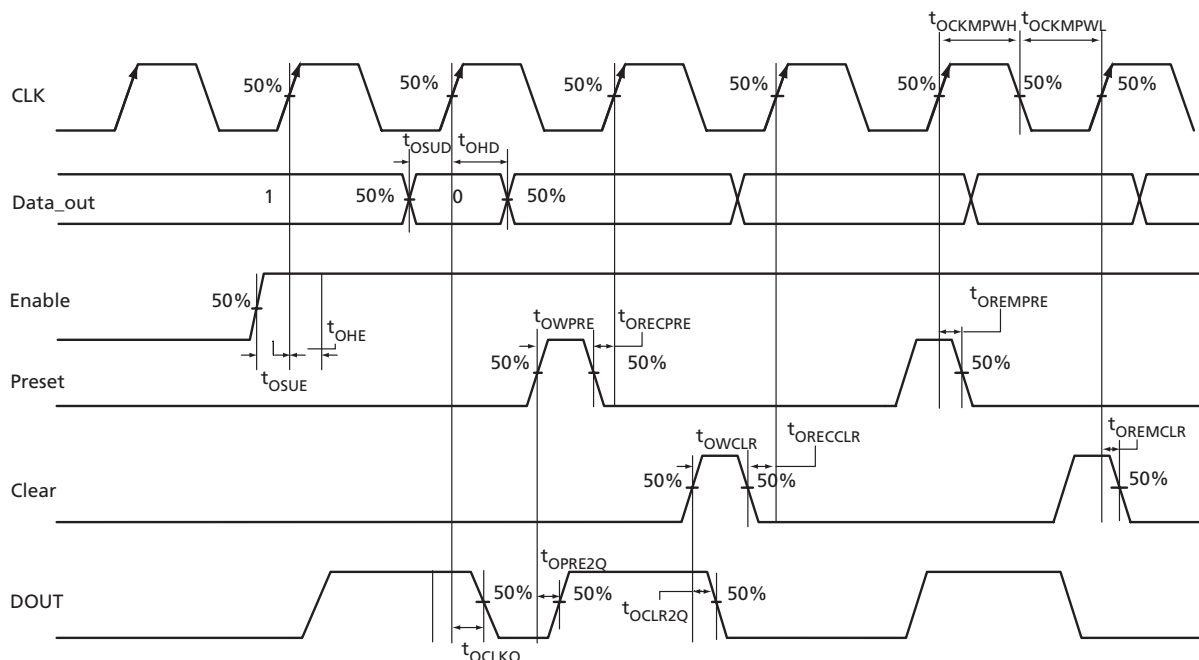 tOCKMPWH tOCKMPWL
CLK 50% 50% 50% 50% 50% 50% 50%
tOSUD tOHD
Data_out 1 50% 0 50%
Enable 50%
tOHE
tOSUE
tOWPRE tORECPRE tOREMPRE
Preset 50% 50% 50%
tOWCLR tORECCLR tOREMCLR
Clear 50% 50% 50%
tOPRE2Q
DOUT 50% 50% 50%
tOCLR2Q
tOCLKQ